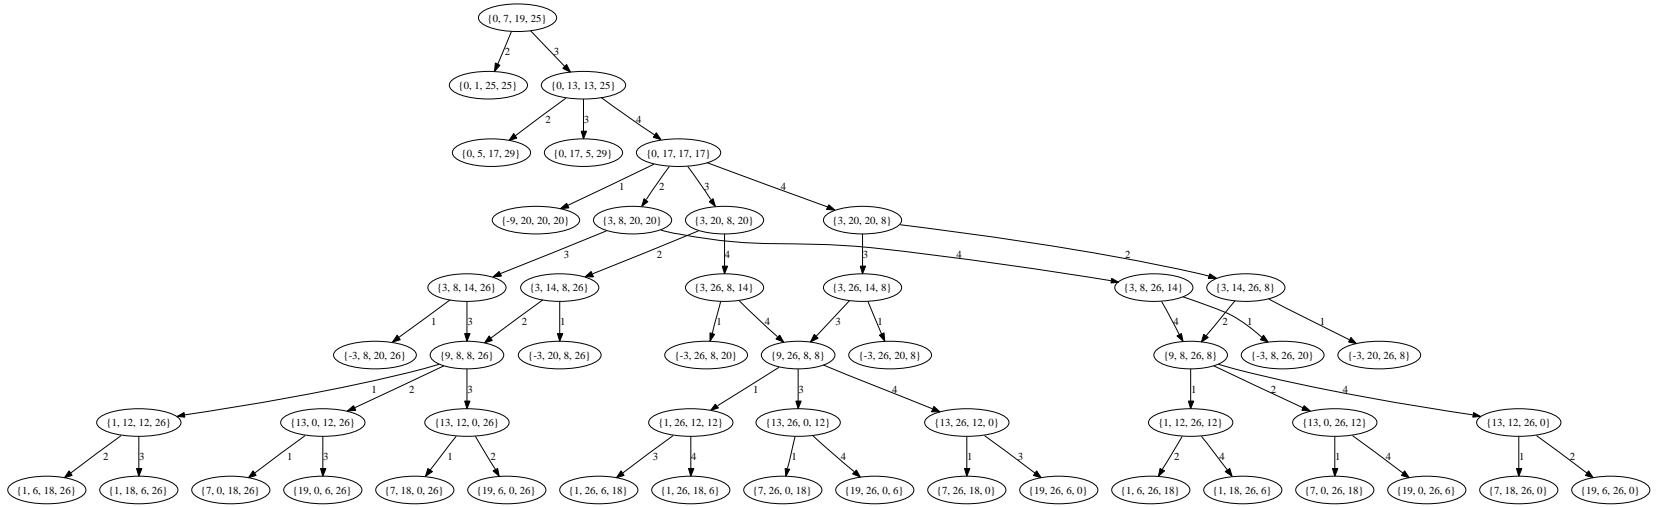 {0, 7, 19, 25}
2 3
{0, 1, 25, 25} {0, 13, 13, 25}
2 3 4
{0, 5, 17, 29} {0, 17, 5, 29} {0, 17, 17, 17}
1 2 3 4
{-9, 20, 20, 20} {3, 8, 20, 20} {3, 20, 8, 20} {3, 20, 20, 8}
3 2 4 3 4 2
{3, 8, 14, 26} {3, 14, 8, 26} {3, 26, 8, 14} {3, 26, 14, 8} {3, 8, 26, 14} {3, 14, 26, 8}
1 3 2 1 1 4 3 1 4 2 1 1
{-3, 8, 20, 26} {9, 8, 8, 26} {-3, 20, 8, 26} {-3, 26, 8, 20} {9, 26, 8, 8} {-3, 26, 20, 8} {9, 8, 26, 8} {-3, 8, 26, 20} {-3, 20, 26, 8}
1 2 3 1 3 4 1 2 4
{1, 12, 12, 26} {13, 0, 12, 26} {13, 12, 0, 26} {1, 26, 12, 12} {13, 26, 0, 12} {13, 26, 12, 0} {1, 12, 26, 12} {13, 0, 26, 12} {13, 12, 26, 0}
2 3 1 3 1 2 3 4 1 4 1 3 2 4 1 4 1 2
{1, 6, 18, 26} {1, 18, 6, 26} {7, 0, 18, 26} {19, 0, 6, 26} {7, 18, 0, 26} {19, 6, 0, 26} {1, 26, 6, 18} {1, 26, 18, 6} {7, 26, 0, 18} {19, 26, 0, 6} {7, 26, 18, 0} {19, 26, 6, 0} {1, 6, 26, 18} {1, 18, 26, 6} {7, 0, 26, 18} {19, 0, 26, 6} {7, 18, 26, 0} {19, 6, 26, 0}